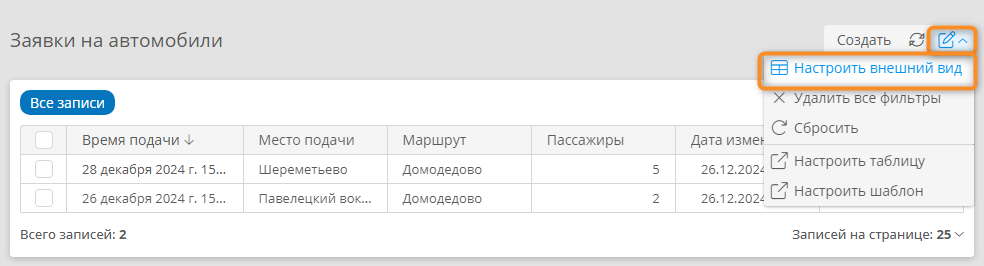 Заявки на автомобили
Создать
Настроить внешний вид
Удалить все фильтры
Сбросить
Настроить таблицу
Настроить шаблон
Все записи
Время подачи Место подачи Маршрут Пассажиры Дата измен
28 декабря 2024 г. 15... Шереметьево Домодедово 5 26.12.2024
26 декабря 2024 г. 15... Павелецкий вок... Домодедово 2 26.12.2024
Всего записей: 2 Записей на странице: 25